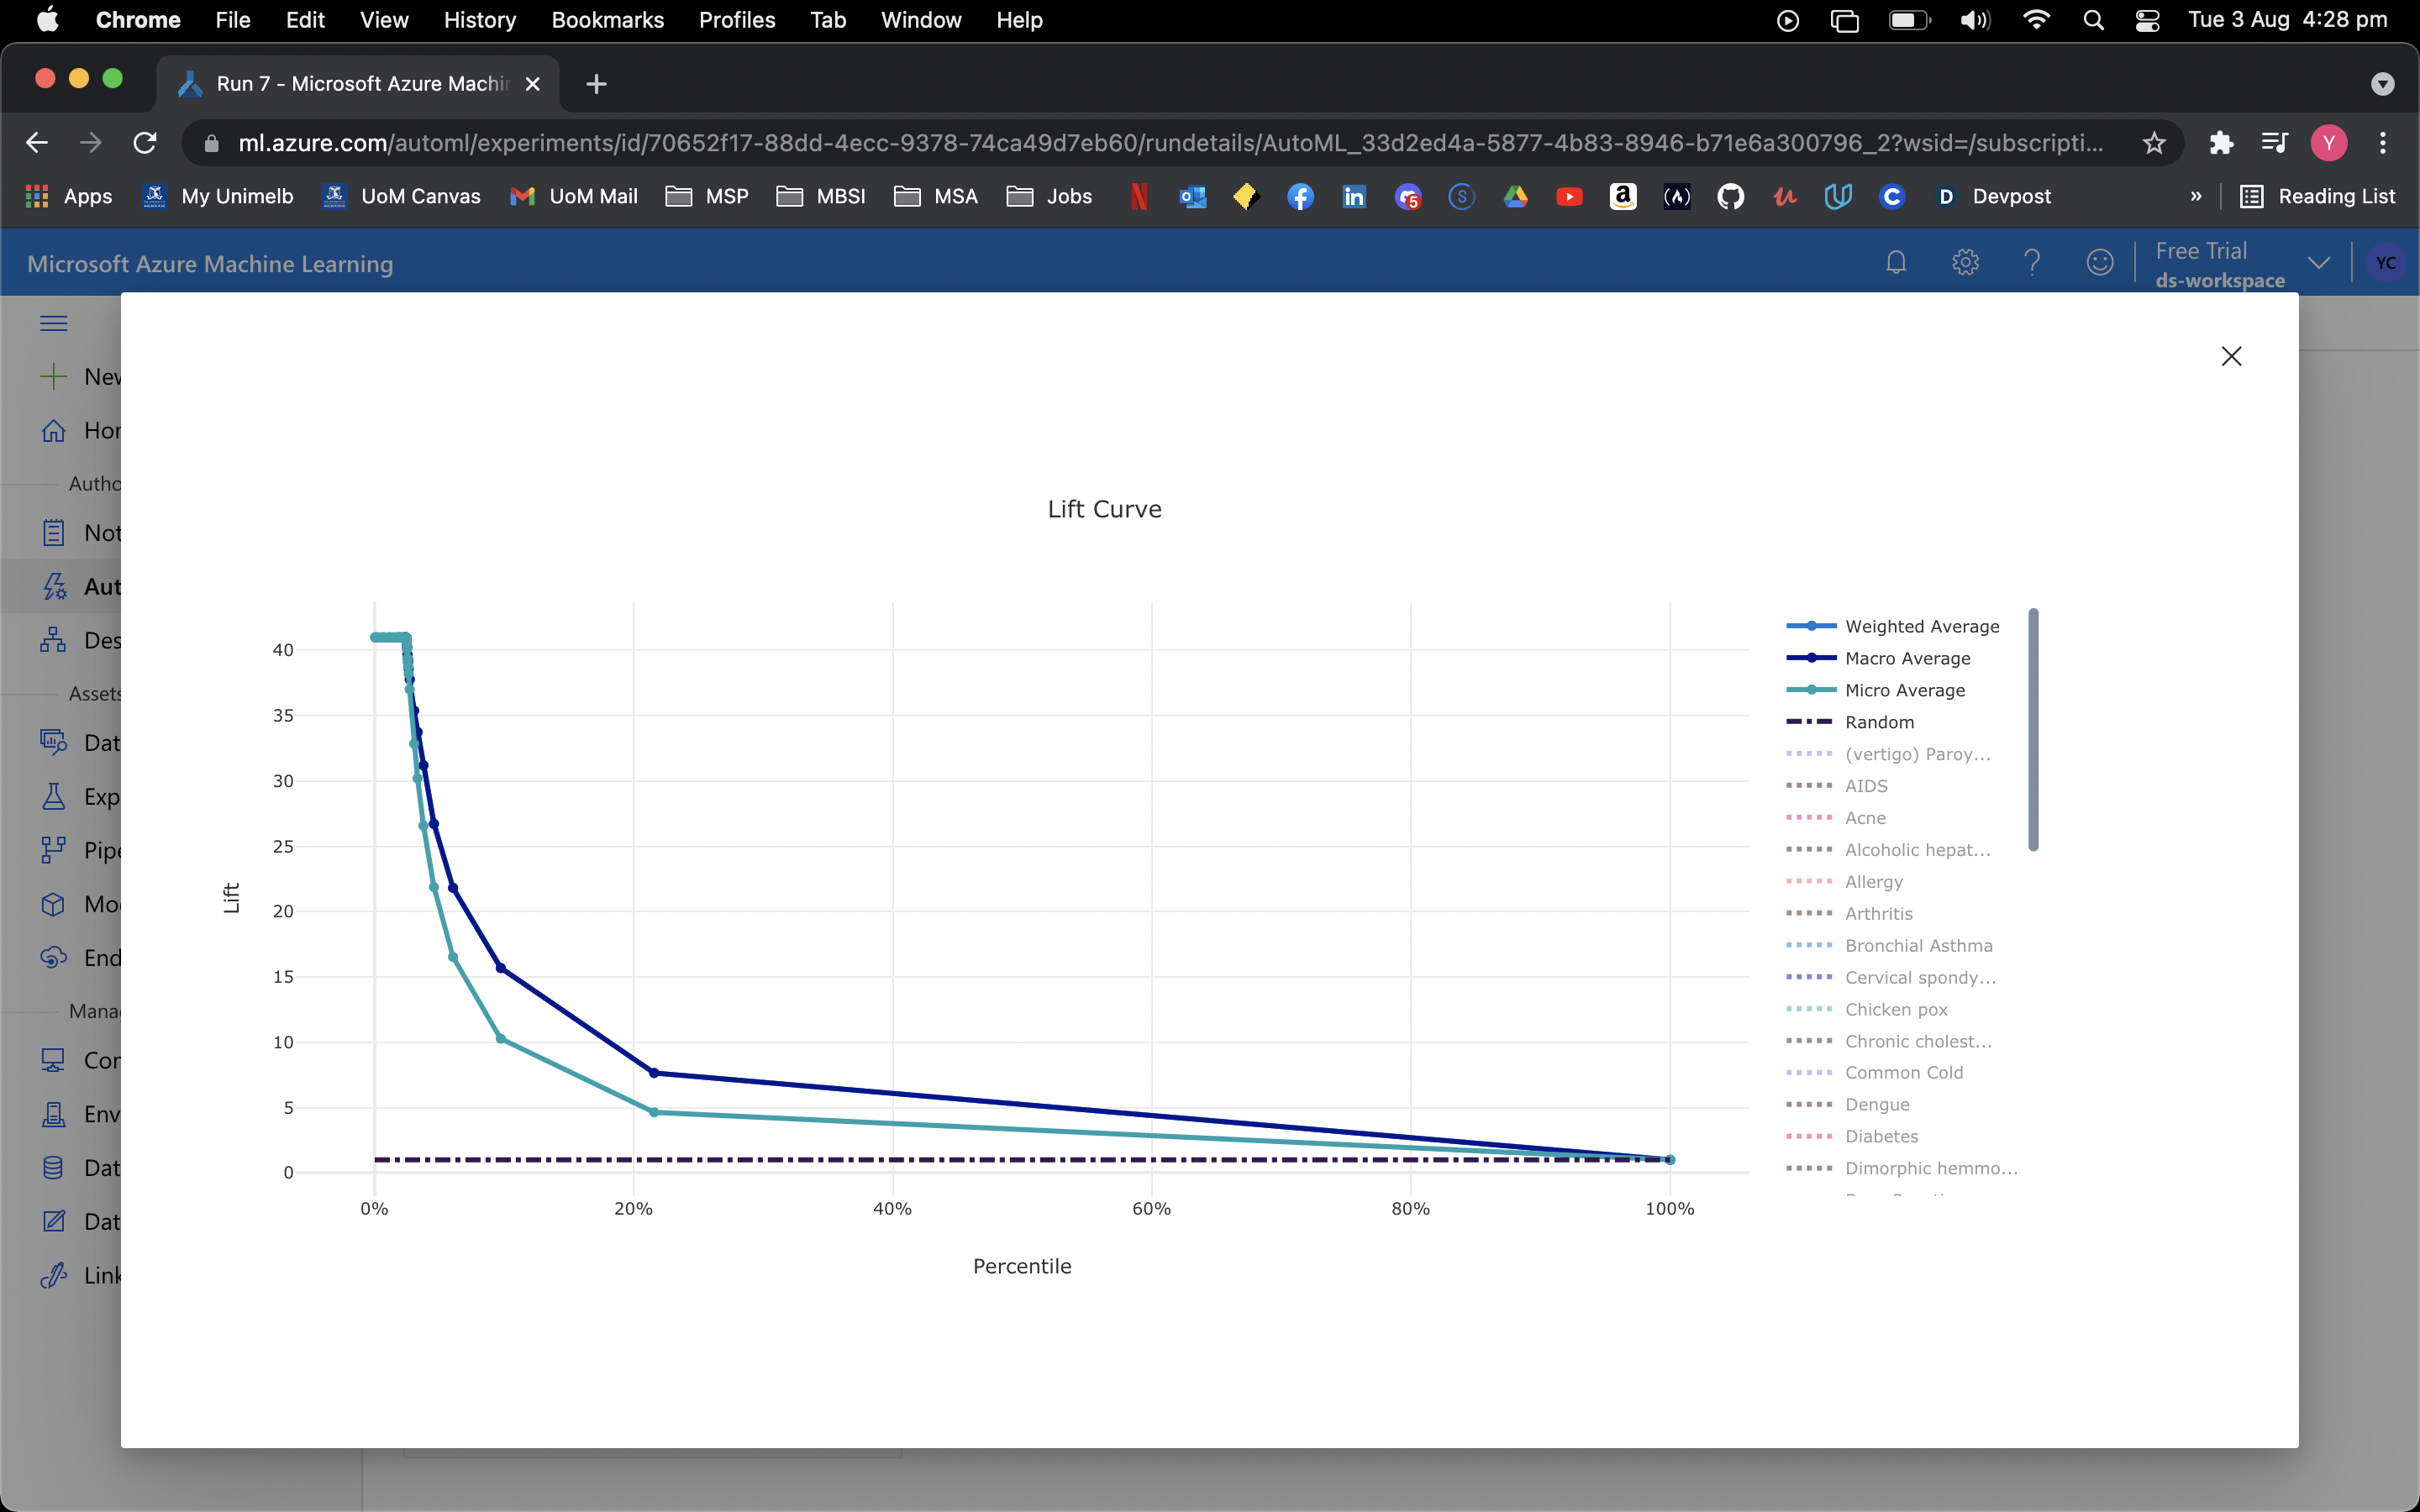 Chrome File Edit View History Bookmarks Profiles Tab Window Help Tue 3 Aug 4:28 pm
Run 7 - Microsoft Azure Machin
ml.azure.com/automl/experiments/id/70652f17-88dd-4ecc-9378-74ca49d7eb60/rundetails/AutoML_33d2ed4a-5877-4b83-8946-b71e6a300796_2?wsid=/subscripti... Y
Apps My Unimelb UoM Canvas UoM Mail MSP MBSI MSA Jobs 5 Devpost » Reading List
Microsoft Azure Machine Learning
Free Trial
ds-workspace
YC
New
Hor
Autho
Not
Aut
Des
Assets
Dat
Exp
Pipe
Mod
End
Manag
Con
Env
Dat
Dat
Link
Lift Curve
Lift
40
35
30
25
20
15
10
5
0
0% 20% 40% 60% 80% 100%
Percentile
Weighted Average
Macro Average
Micro Average
Random
(vertigo) Paroy...
AIDS
Acne
Alcoholic hepat...
Allergy
Arthritis
Bronchial Asthma
Cervical spondy...
Chicken pox
Chronic cholest...
Common Cold
Dengue
Diabetes
Dimorphic hemmo...